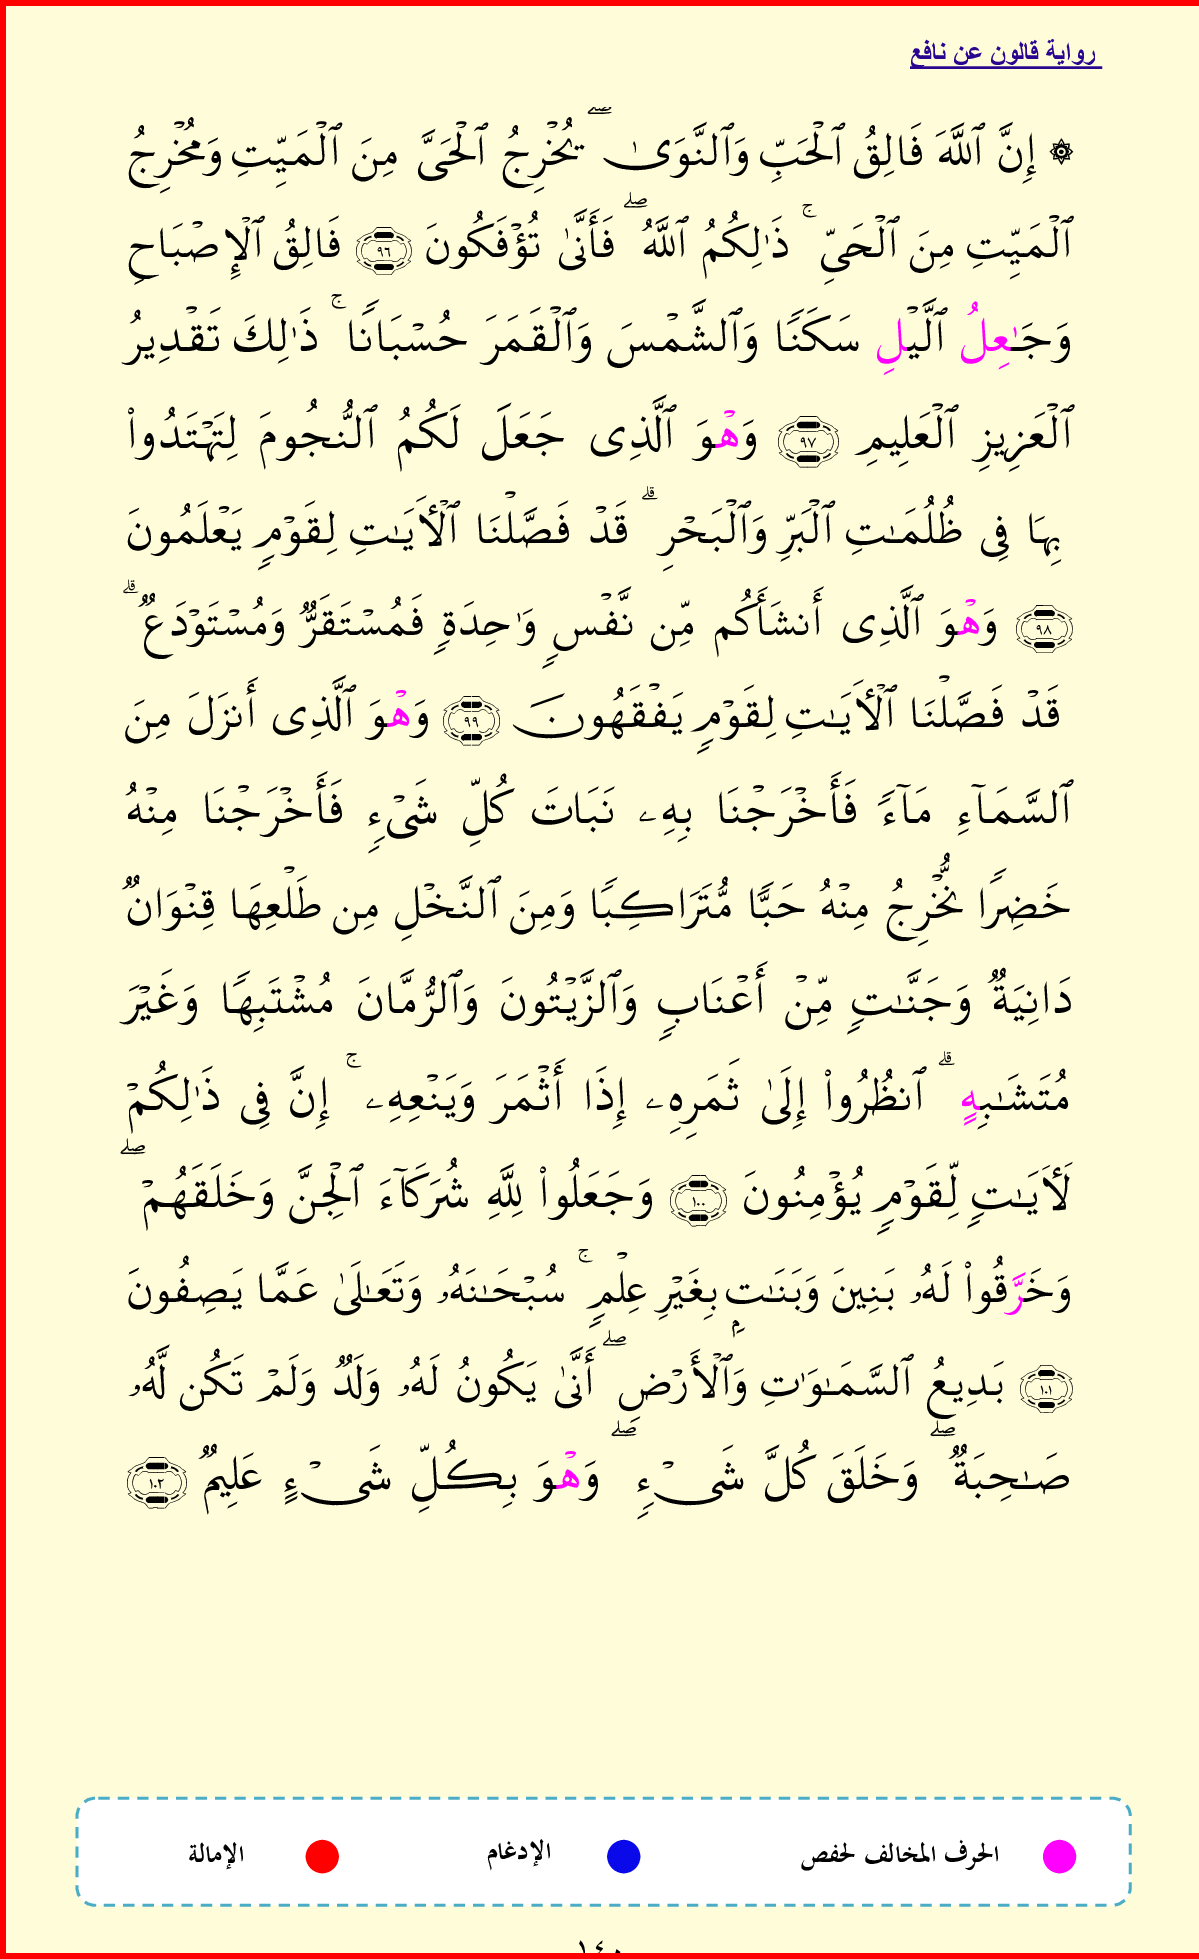 رواية قالون عن نافع
۞ إِنَّ ٱللَّهَ فَالِقُ ٱلْحَبِّ وَٱلنَّوَىٰ ۖ يُخْرِجُ ٱلْحَىَّ مِنَ ٱلْمَيِّتِ وَمُخْرِجُ
ٱلْمَيِّتِ مِنَ ٱلْحَىِّ ۚ ذَٰلِكُمُ ٱللَّهُ ۖ فَأَنَّىٰ تُؤْفَكُونَ ٩٦ فَالِقُ ٱلْإِصْبَاحِ
وَجَـٰعِلُ ٱلَّيْلِ سَكَنًا وَٱلشَّمْسَ وَٱلْقَمَرَ حُسْبَانًا ۚ ذَٰلِكَ تَقْدِيرُ
ٱلْعَزِيزِ ٱلْعَلِيمِ ٩٧ وَهْوَ ٱلَّذِى جَعَلَ لَكُمُ ٱلنُّجُومَ لِتَهْتَدُوا۟
بِهَا فِى ظُلُمَـٰتِ ٱلْبَرِّ وَٱلْبَحْرِ ۗ قَدْ فَصَّلْنَا ٱلْأَيَـٰتِ لِقَوْمٍ يَعْلَمُونَ
٩٨ وَهْوَ ٱلَّذِى أَنشَأَكُم مِّن نَّفْسٍ وَٰحِدَةٍ فَمُسْتَقَرٌّ وَمُسْتَوْدَعٌ ۗ
قَدْ فَصَّلْنَا ٱلْأَيَـٰتِ لِقَوْمٍ يَفْقَهُونَ ٩٩ وَهْوَ ٱلَّذِى أَنزَلَ مِنَ
ٱلسَّمَآءِ مَآءً فَأَخْرَجْنَا بِهِۦ نَبَاتَ كُلِّ شَىْءٍ فَأَخْرَجْنَا مِنْهُ
خَضِرًا نُّخْرِجُ مِنْهُ حَبًّا مُّتَرَاكِبًا وَمِنَ ٱلنَّخْلِ مِن طَلْعِهَا قِنْوَانٌ
دَانِيَةٌ وَجَنَّـٰتٍ مِّنْ أَعْنَابٍ وَٱلزَّيْتُونَ وَٱلرُّمَّانَ مُشْتَبِهًا وَغَيْرَ
مُتَشَـٰبِهٍ ۗ ٱنظُرُوا۟ إِلَىٰ ثَمَرِهِۦ إِذَا أَثْمَرَ وَيَنْعِهِۦ ۚ إِنَّ فِى ذَٰلِكُمْ
لَأَيَـٰتٍ لِّقَوْمٍ يُؤْمِنُونَ ١٠٠ وَجَعَلُوا۟ لِلَّهِ شُرَكَآءَ ٱلْجِنَّ وَخَلَقَهُمْ ۖ
وَخَرَّقُوا۟ لَهُۥ بَنِينَ وَبَنَـٰتٍۭ بِغَيْرِ عِلْمٍ ۚ سُبْحَـٰنَهُۥ وَتَعَـٰلَىٰ عَمَّا يَصِفُونَ
١٠١ بَدِيعُ ٱلسَّمَـٰوَٰتِ وَٱلْأَرْضِ ۖ أَنَّىٰ يَكُونُ لَهُۥ وَلَدٌ وَلَمْ تَكُن لَّهُۥ
صَـٰحِبَةٌ ۖ وَخَلَقَ كُلَّ شَىْءٍ ۖ وَهْوَ بِكُلِّ شَىْءٍ عَلِيمٌ ١٠٢
الحرف المخالف لحفص الإدغام الإمالة
١٤٠